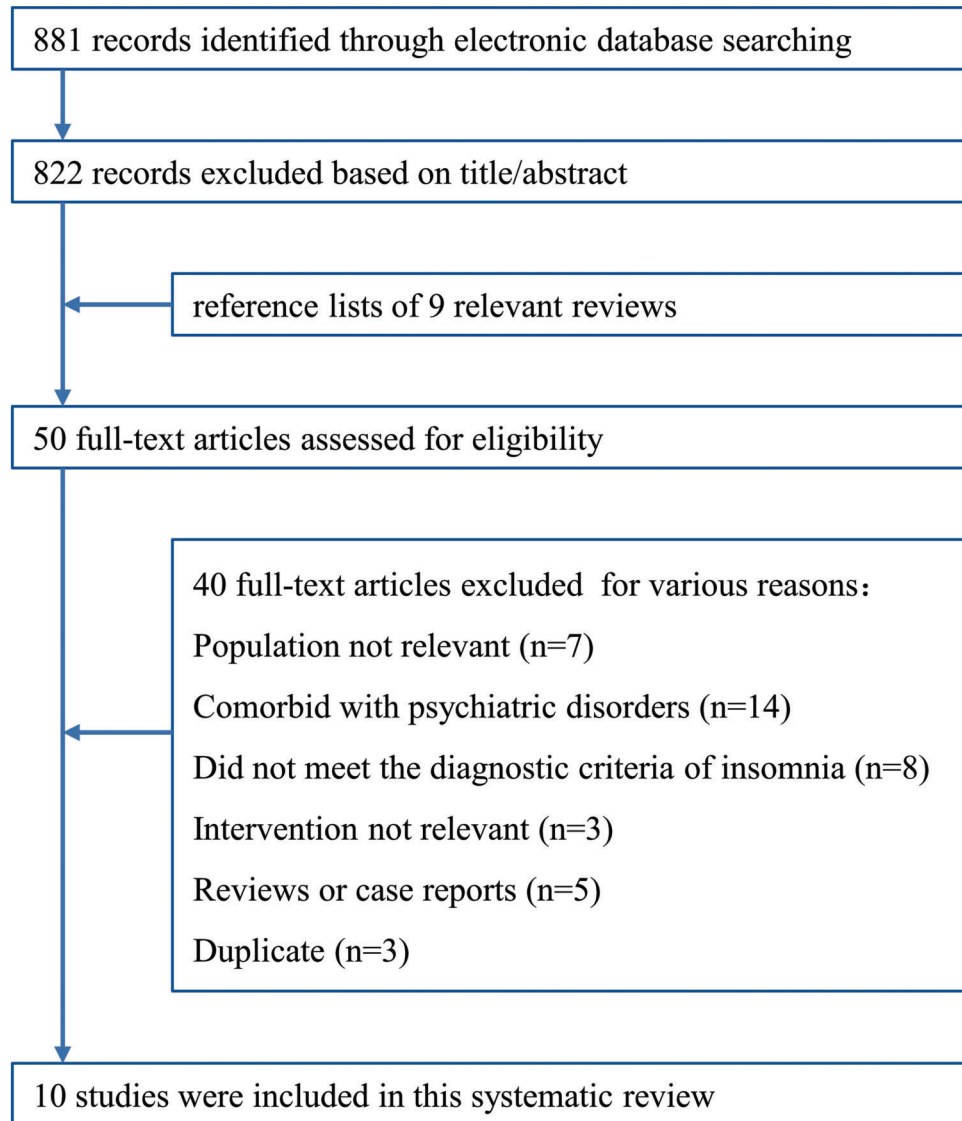 881 records identified through electronic database searching
822 records excluded based on title/abstract
reference lists of 9 relevant reviews
50 full-text articles assessed for eligibility
40 full-text articles excluded  for various reasons：
Population not relevant (n=7)
Comorbid with psychiatric disorders (n=14)
Did not meet the diagnostic criteria of insomnia (n=8)
Intervention not relevant (n=3)
Reviews or case reports (n=5)
Duplicate (n=3)
10 studies were included in this systematic review